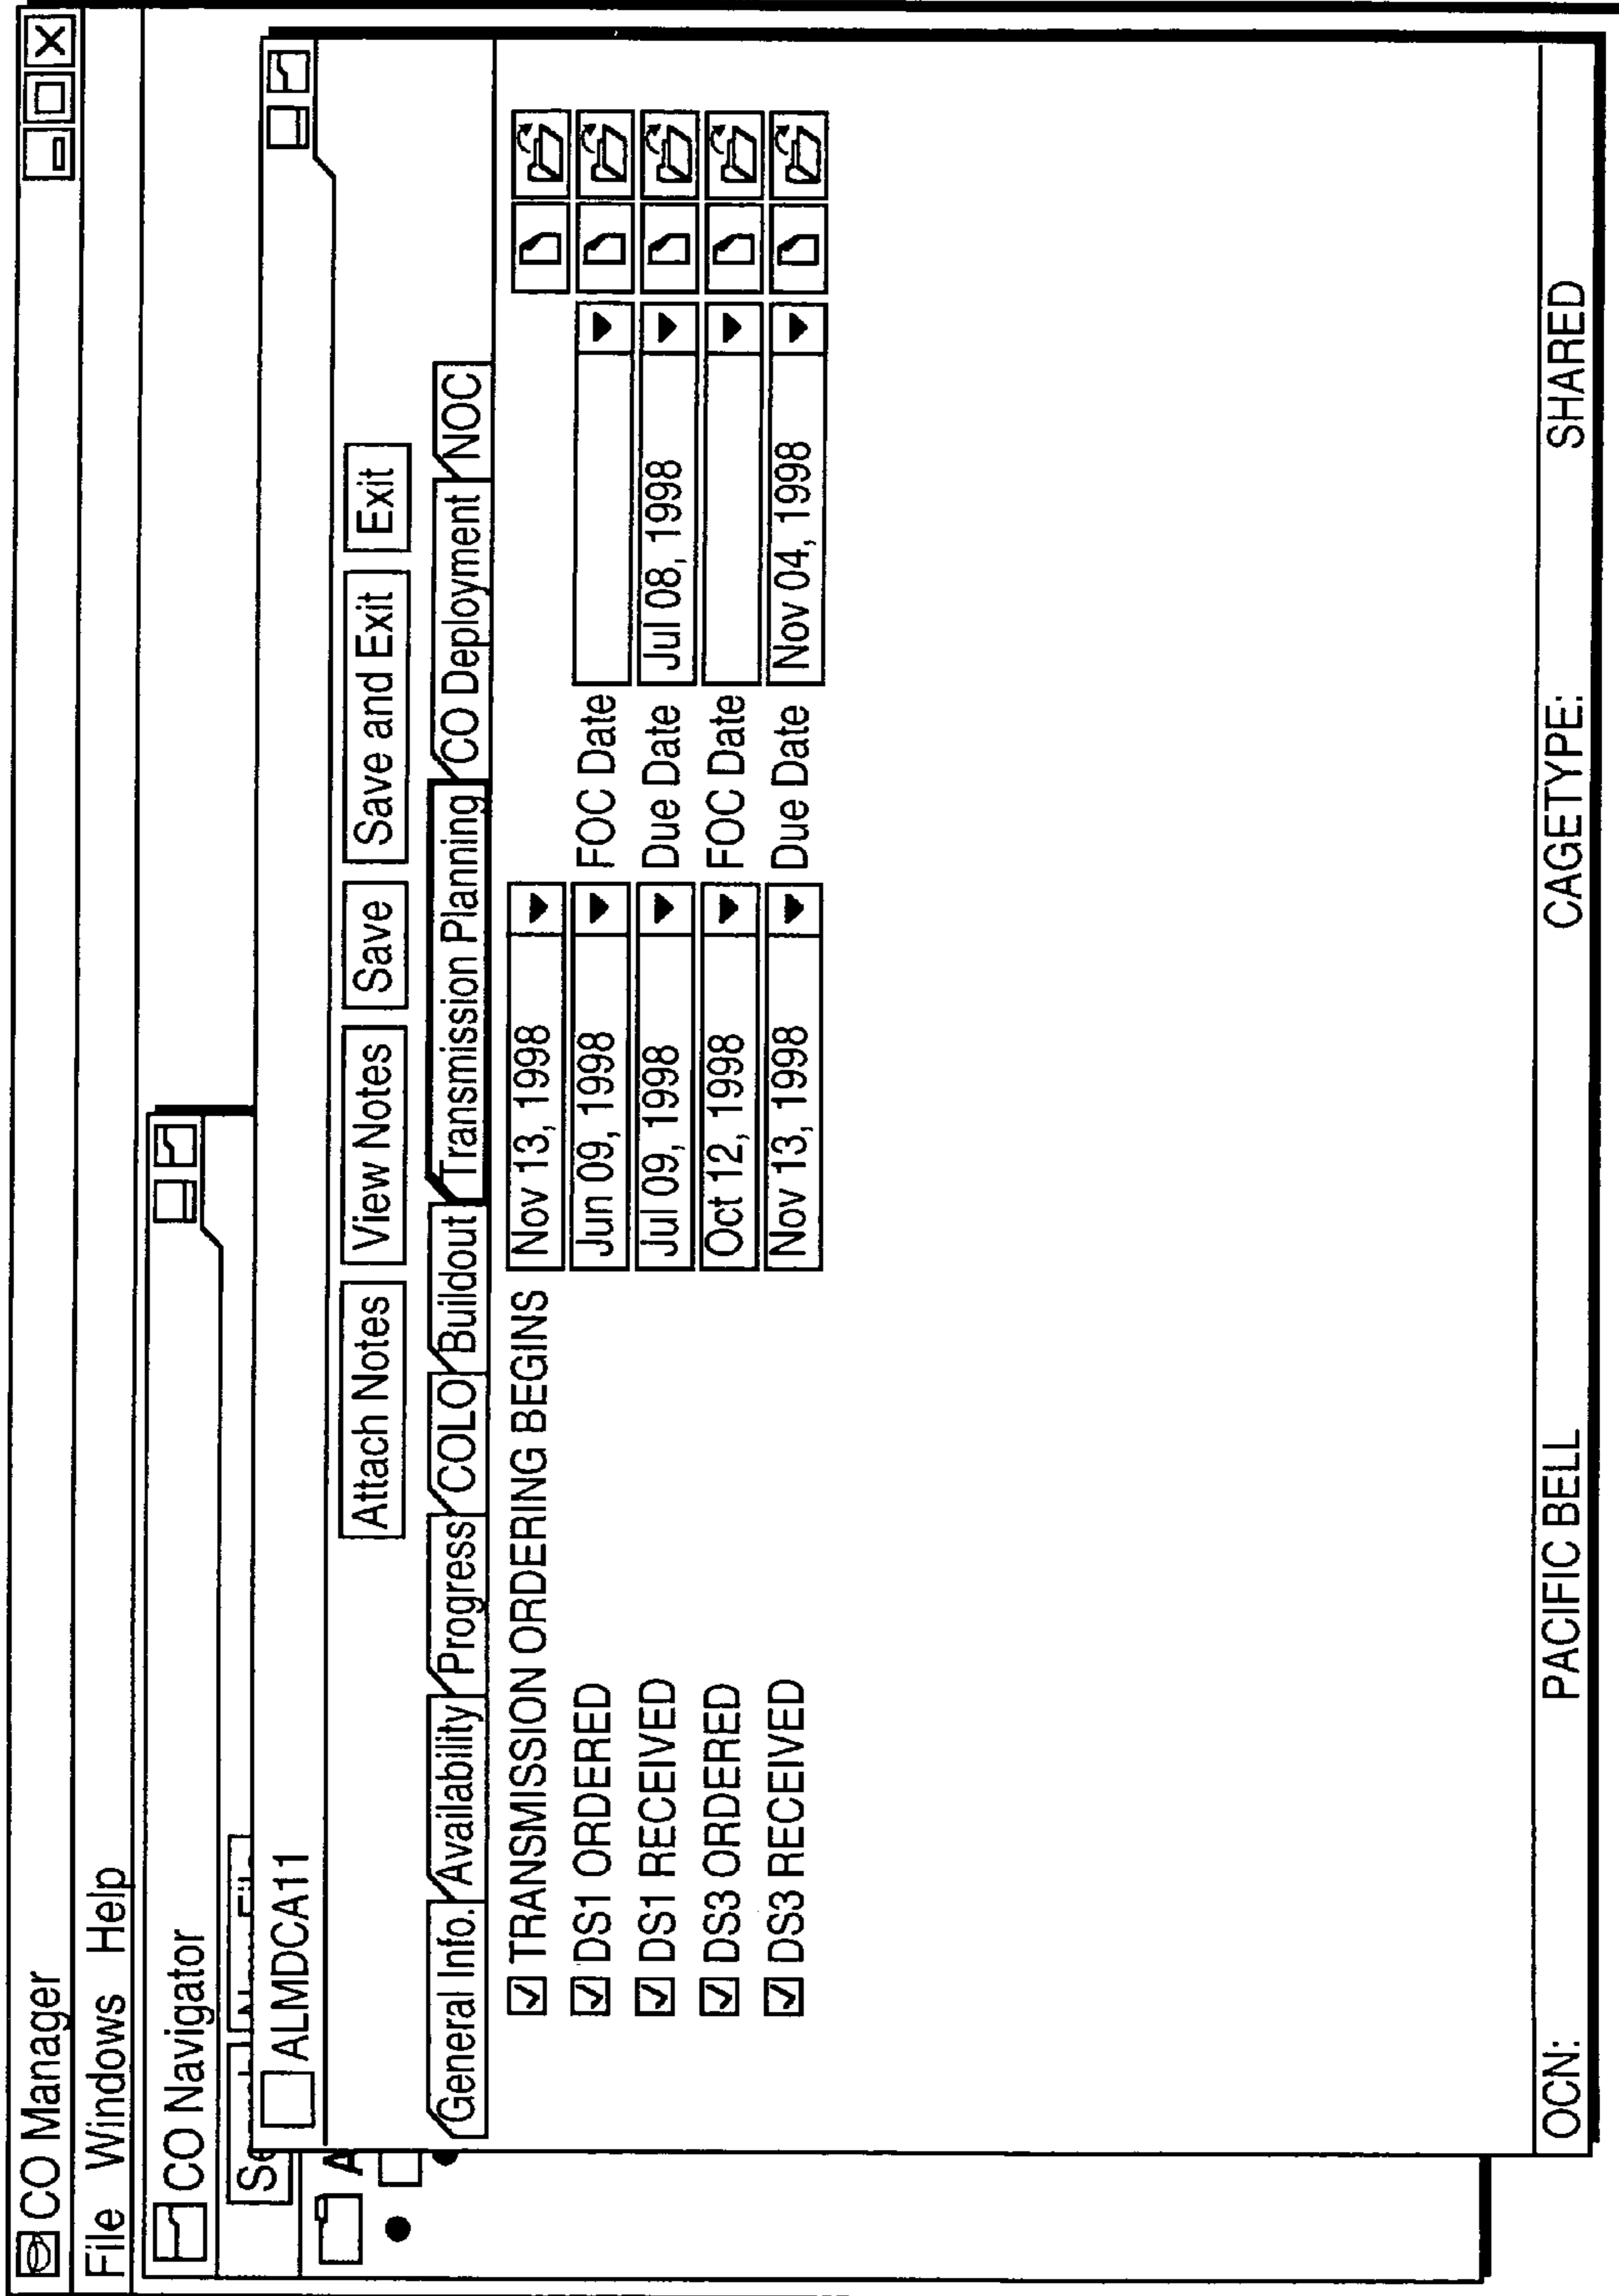 CO Manager
File Windows Help
CO Navigator
ALMDCA11
Attach Notes View Notes Save Save and Exit Exit
General Info. Availability Progress COLO Buildout Transmission Planning CO Deployment NOC
TRANSMISSION ORDERING BEGINS Nov 13, 1998
DS1 ORDERED Jun 09, 1998 FOC Date
DS1 RECEIVED Jul 09, 1998 Due Date Jul 08, 1998
DS3 ORDERED Oct 12, 1998 FOC Date
DS3 RECEIVED Nov 13, 1998 Due Date Nov 04, 1998
OCN: PACIFIC BELL CAGETYPE: SHARED